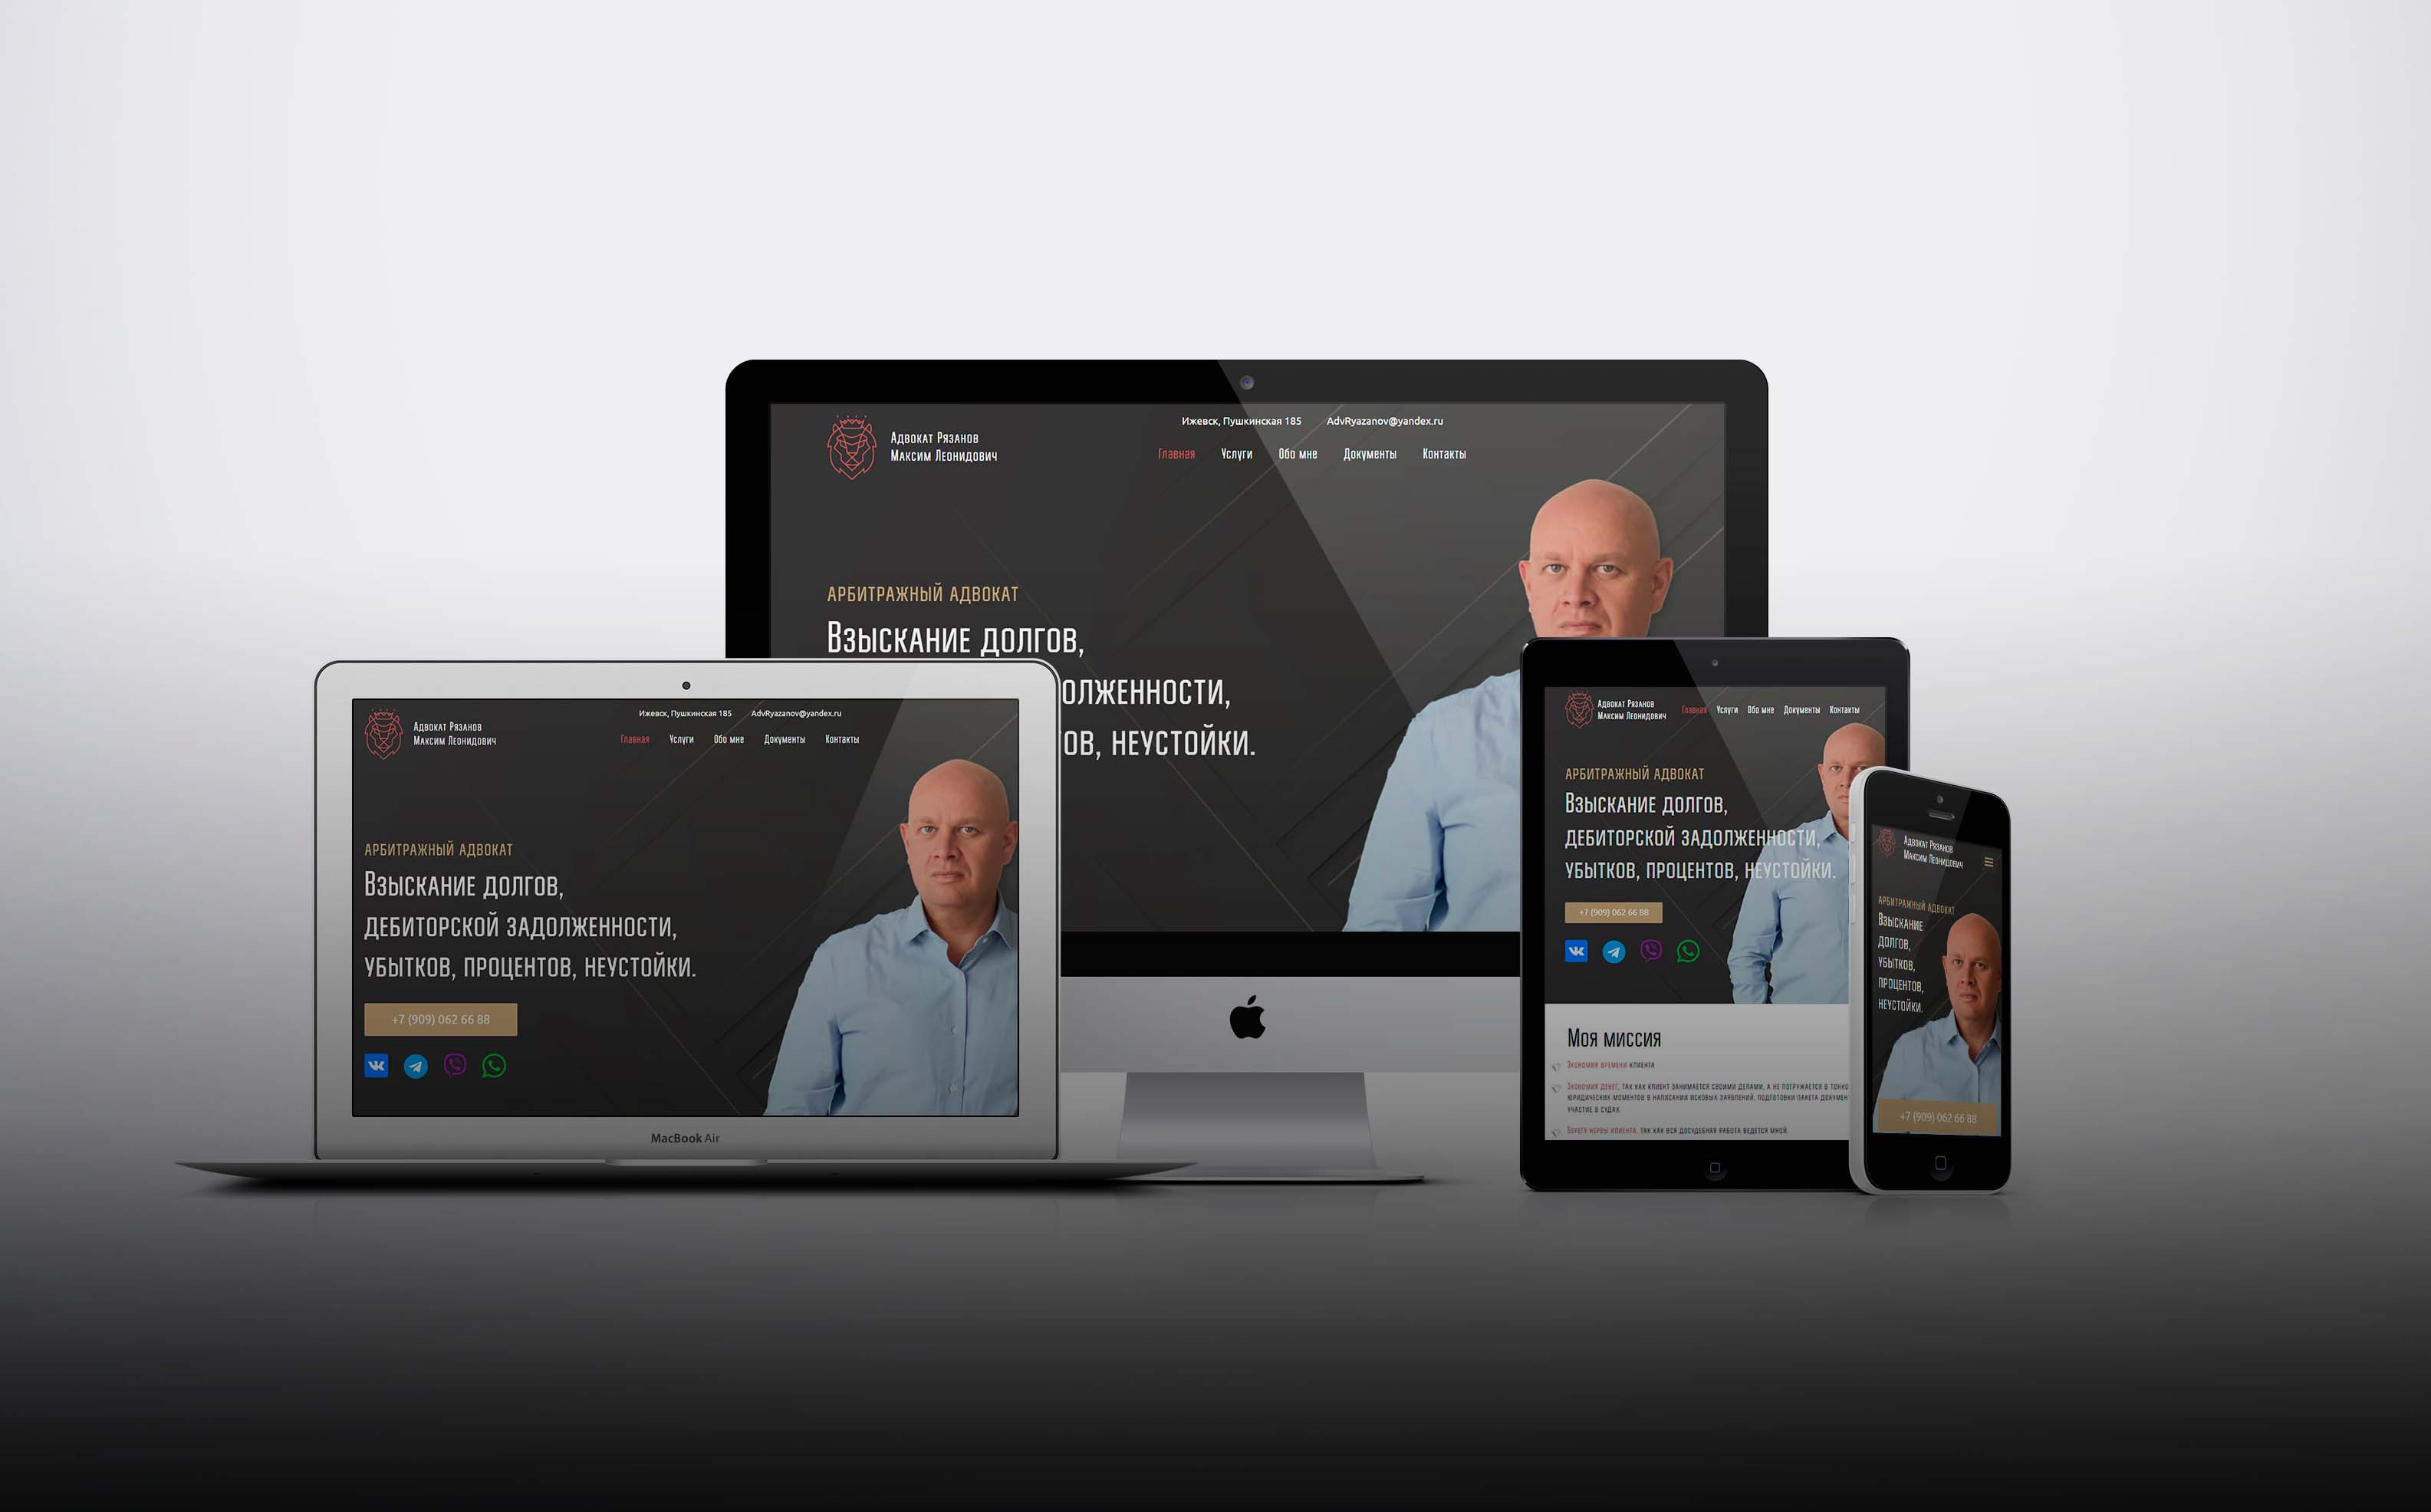 Адвокат Рязанов
Максим Леонидович
Ижевск, Пушкинская 185 AdvRyazanov@yandex.ru
Главная Услуги Обо мне Документы Контакты
АРБИТРАЖНЫЙ АДВОКАТ
Взыскание долгов,
олженности,
ов, неустойки.
Адвокат Рязанов
Максим Леонидович
Ижевск, Пушкинская 185 AdvRyazanov@yandex.ru
Главная Услуги Обо мне Документы Контакты
АРБИТРАЖНЫЙ АДВОКАТ
Взыскание долгов,
дебиторской задолженности,
убытков, процентов, неустойки.
+7 (909) 062 66 88
MacBook Air
Адвокат Рязанов
Максим Леонидович
Главная Услуги Обо мне Документы Контакты
АРБИТРАЖНЫЙ АДВОКАТ
Взыскание долгов,
дебиторской задолженности,
убытков, процентов, неустойки.
+7 (909) 062 66 88
Моя миссия
Экономия времени клиента
Экономия денег, так как клиент занимается своими делами, а не погружается в тонко
юридических моментов в написании исковых заявлений, подготовки пакета докумен
участие в судах
Берегу нервы клиента, так как вся досудебная работа ведется мной.
Адвокат Рязанов
Максим Леонидович
АРБИТРАЖНЫЙ АДВОКАТ
Взыскание
долгов,
убытков,
процентов,
неустойки.
+7 (909) 062 66 88